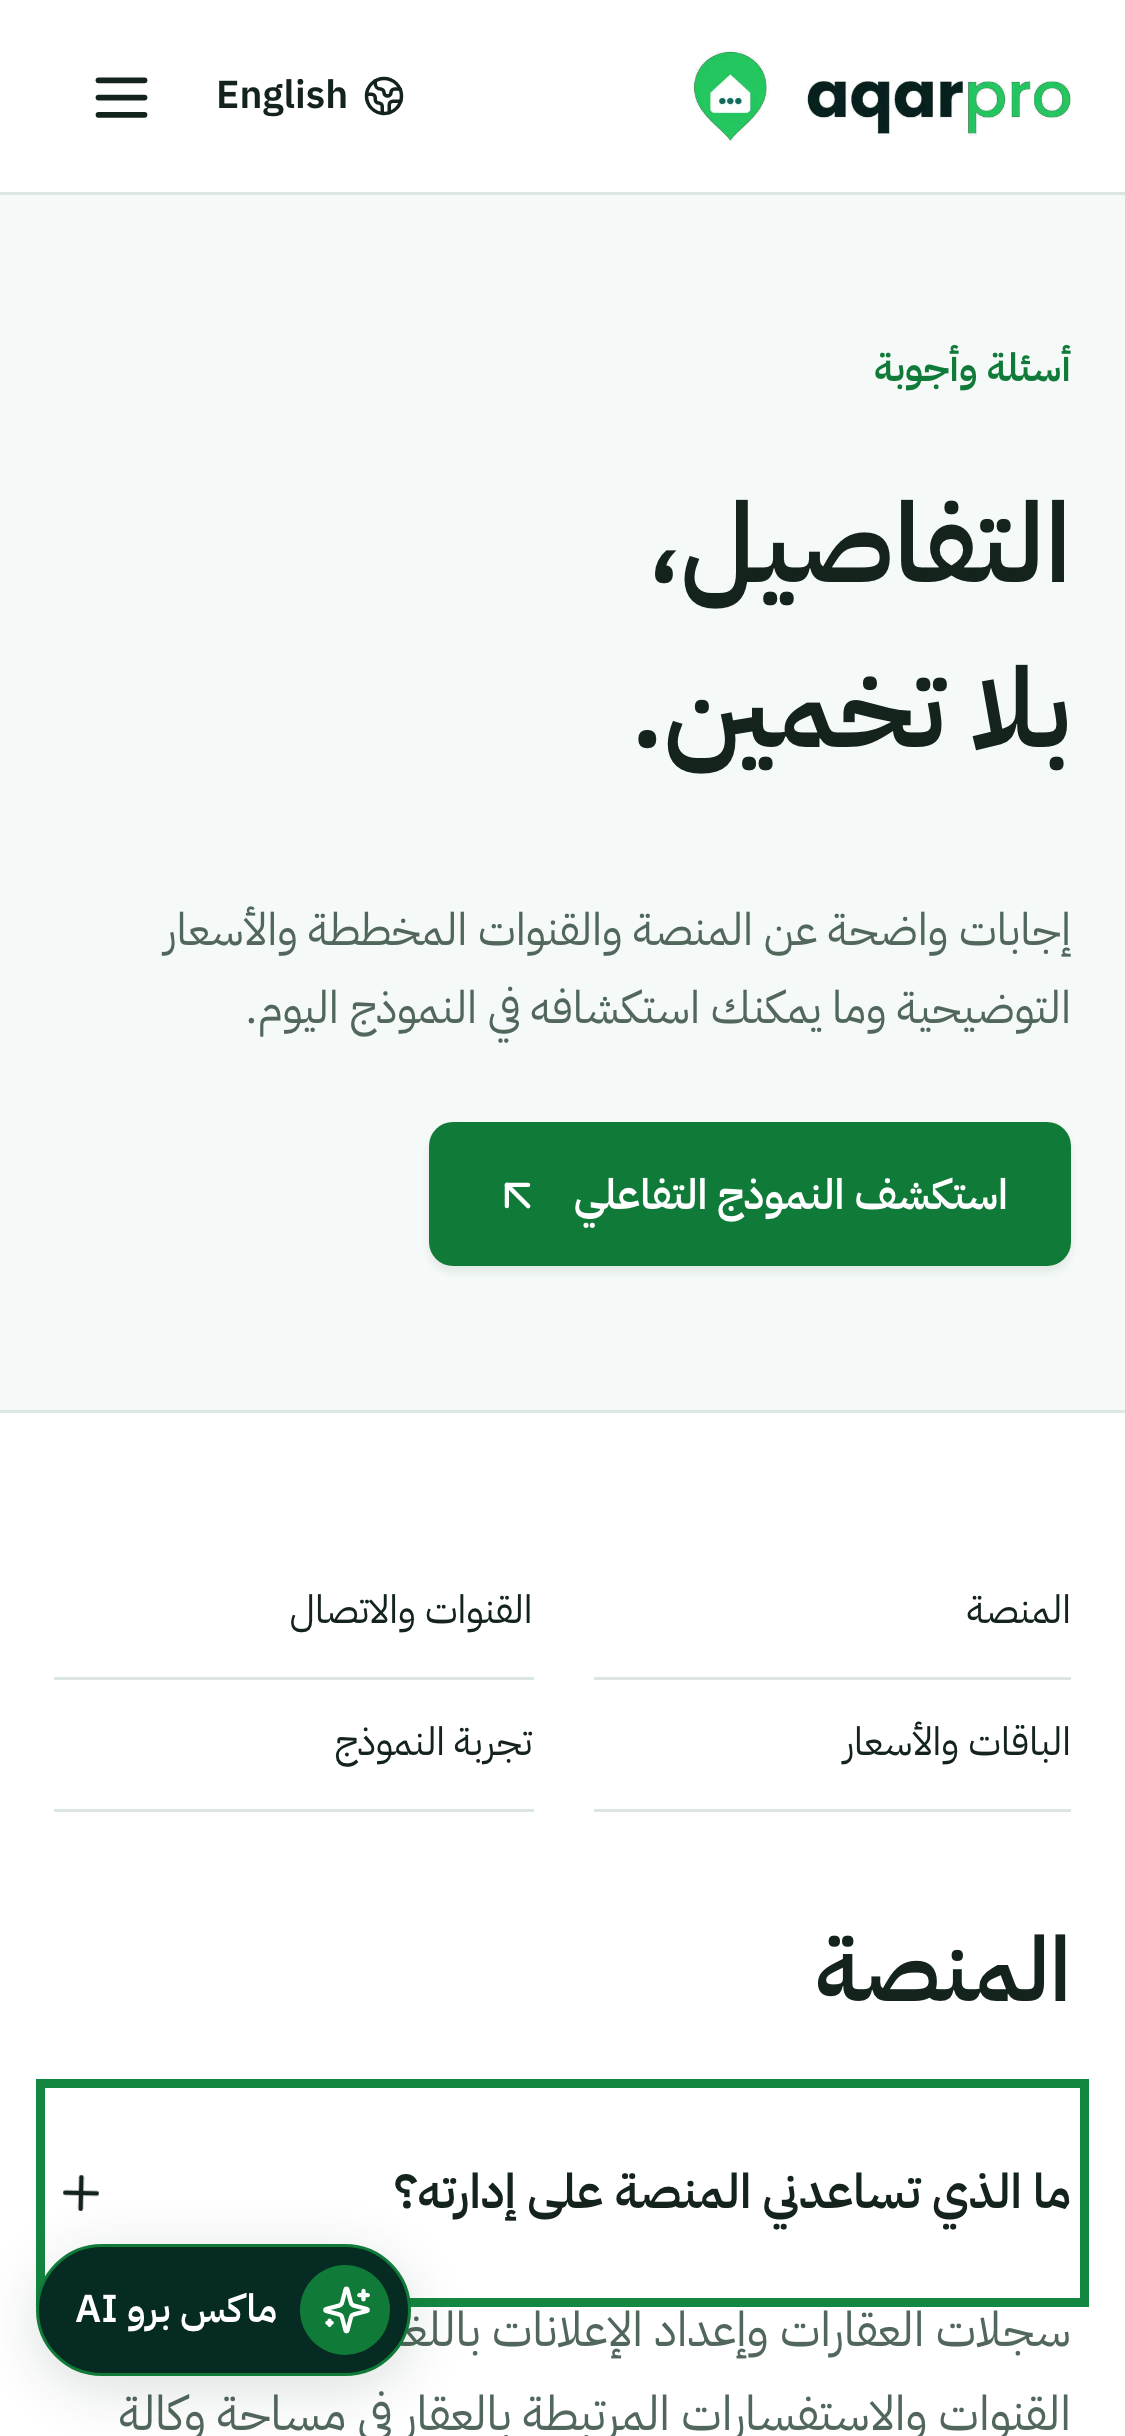 aqarpro
English
أسئلة وأجوبة
التفاصيل،
بلا تخمين.
إجابات واضحة عن المنصة والقنوات المخططة والأسعار
التوضيحية وما يمكنك استكشافه في النموذج اليوم.
استكشف النموذج التفاعلي
المنصة
القنوات والاتصال
الباقات والأسعار
تجربة النموذج
المنصة
ما الذي تساعدني المنصة على إدارته؟
سجلات العقارات وإعداد الإعلانات
ماكس برو AI
القنوات والاستفسارات المرتبطة بالعقار في مساحة وكالة